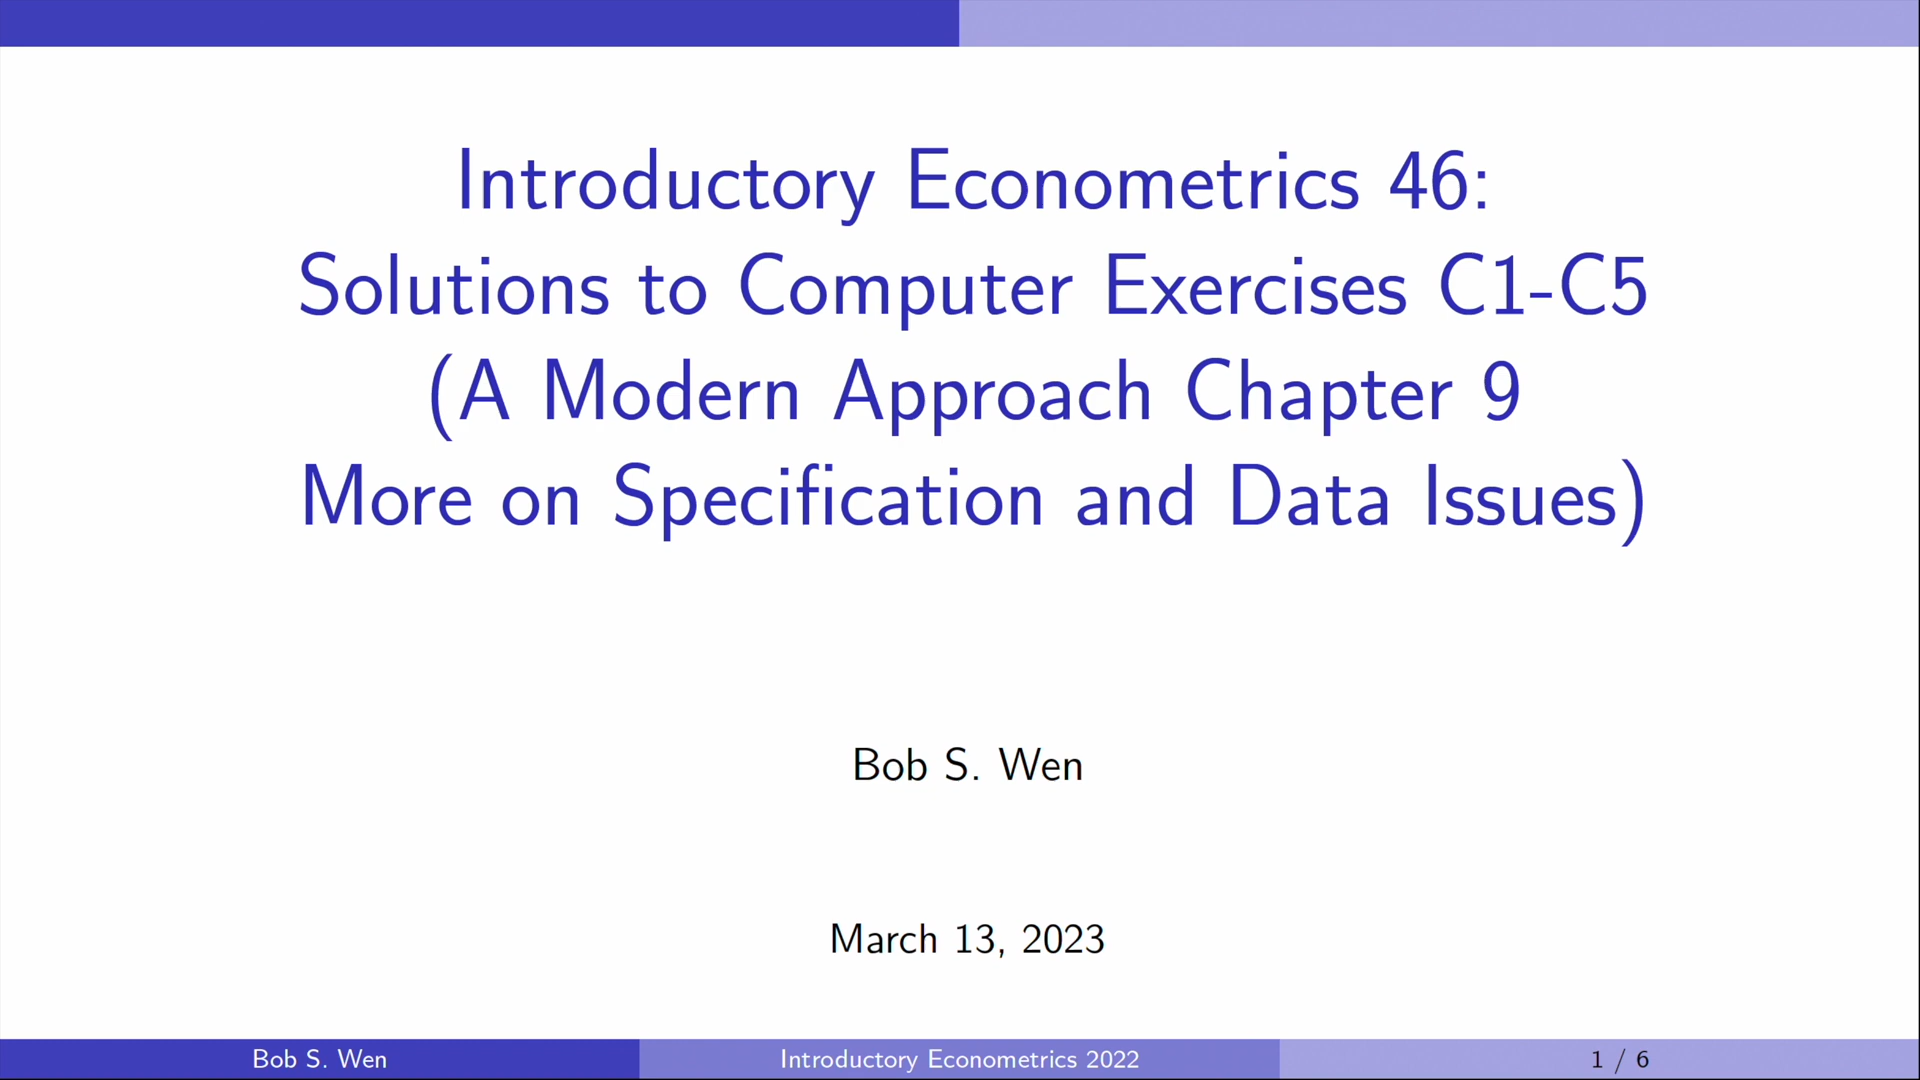 Introductory Econometrics 46:
Solutions to Computer Exercises C1-C5
(A Modern Approach Chapter 9
More on Specification and Data Issues)
Bob S. Wen
March 13, 2023
Bob S. Wen
Introductory Econometrics 2022
1 / 6